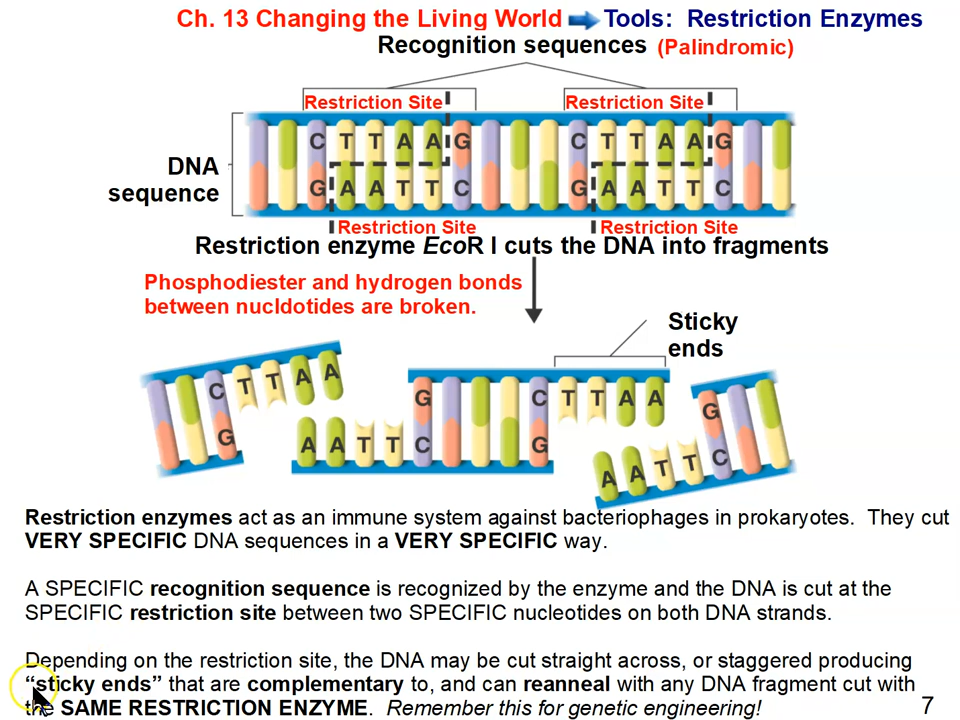 Ch. 13 Changing the Living World Tools: Restriction Enzymes
Recognition sequences (Palindromic)
Restriction Site Restriction Site
C T T A A G C T T A A G
DNA
sequence
G A A T T C G A A T T C
Restriction Site Restriction Site
Restriction enzyme EcoR I cuts the DNA into fragments
Phosphodiester and hydrogen bonds
between nucldotides are broken.
Sticky
ends
C T T A A G C T T A A G
G A A T T C G A A T T C
Restriction enzymes act as an immune system against bacteriophages in prokaryotes. They cut
VERY SPECIFIC DNA sequences in a VERY SPECIFIC way.
A SPECIFIC recognition sequence is recognized by the enzyme and the DNA is cut at the
SPECIFIC restriction site between two SPECIFIC nucleotides on both DNA strands.
Depending on the restriction site, the DNA may be cut straight across, or staggered producing
“sticky ends” that are complementary to, and can reanneal with any DNA fragment cut with
the SAME RESTRICTION ENZYME. Remember this for genetic engineering!
7